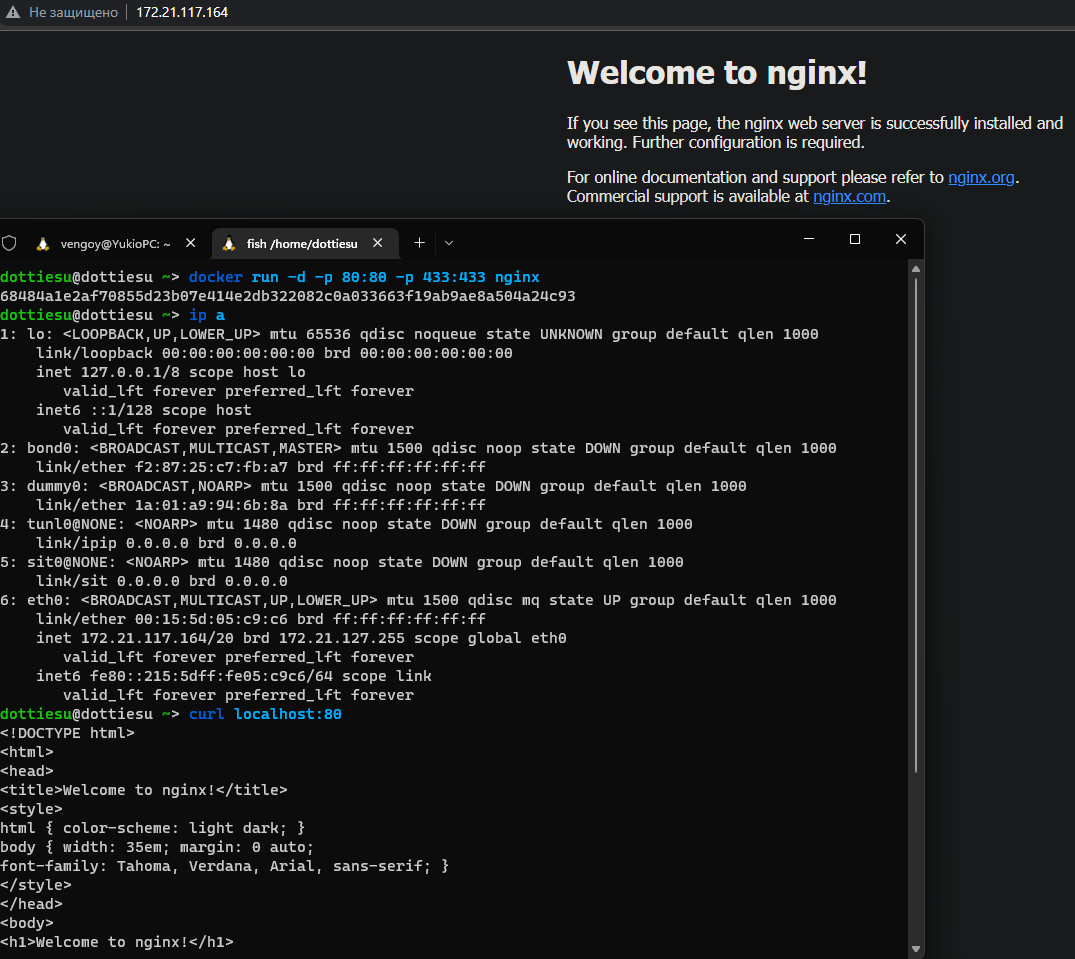 Не защищено 172.21.117.164
Welcome to nginx!
If you see this page, the nginx web server is successfully installed and
working. Further configuration is required.
For online documentation and support please refer to nginx.org.
Commercial support is available at nginx.com.
vengoy@YukioPC: ~ fish /home/dottiesu
dottiesu@dottiesu ~> docker run -d -p 80:80 -p 433:433 nginx
68484a1e2af70855d23b07e414e2db322082c0a033663f19ab9ae8a504a24c93
dottiesu@dottiesu ~> ip a
1: lo: <LOOPBACK,UP,LOWER_UP> mtu 65536 qdisc noqueue state UNKNOWN group default qlen 1000
    link/loopback 00:00:00:00:00:00 brd 00:00:00:00:00:00
    inet 127.0.0.1/8 scope host lo
       valid_lft forever preferred_lft forever
    inet6 ::1/128 scope host
       valid_lft forever preferred_lft forever
2: bond0: <BROADCAST,MULTICAST,MASTER> mtu 1500 qdisc noop state DOWN group default qlen 1000
    link/ether f2:87:25:c7:fb:a7 brd ff:ff:ff:ff:ff:ff
3: dummy0: <BROADCAST,NOARP> mtu 1500 qdisc noop state DOWN group default qlen 1000
    link/ether 1a:01:a9:94:6b:8a brd ff:ff:ff:ff:ff:ff
4: tunl0@NONE: <NOARP> mtu 1480 qdisc noop state DOWN group default qlen 1000
    link/ipip 0.0.0.0 brd 0.0.0.0
5: sit0@NONE: <NOARP> mtu 1480 qdisc noop state DOWN group default qlen 1000
    link/sit 0.0.0.0 brd 0.0.0.0
6: eth0: <BROADCAST,MULTICAST,UP,LOWER_UP> mtu 1500 qdisc mq state UP group default qlen 1000
    link/ether 00:15:5d:05:c9:c6 brd ff:ff:ff:ff:ff:ff
    inet 172.21.117.164/20 brd 172.21.127.255 scope global eth0
       valid_lft forever preferred_lft forever
    inet6 fe80::215:5dff:fe05:c9c6/64 scope link
       valid_lft forever preferred_lft forever
dottiesu@dottiesu ~> curl localhost:80
<!DOCTYPE html>
<html>
<head>
<title>Welcome to nginx!</title>
<style>
html { color-scheme: light dark; }
body { width: 35em; margin: 0 auto;
font-family: Tahoma, Verdana, Arial, sans-serif; }
</style>
</head>
<body>
<h1>Welcome to nginx!</h1>